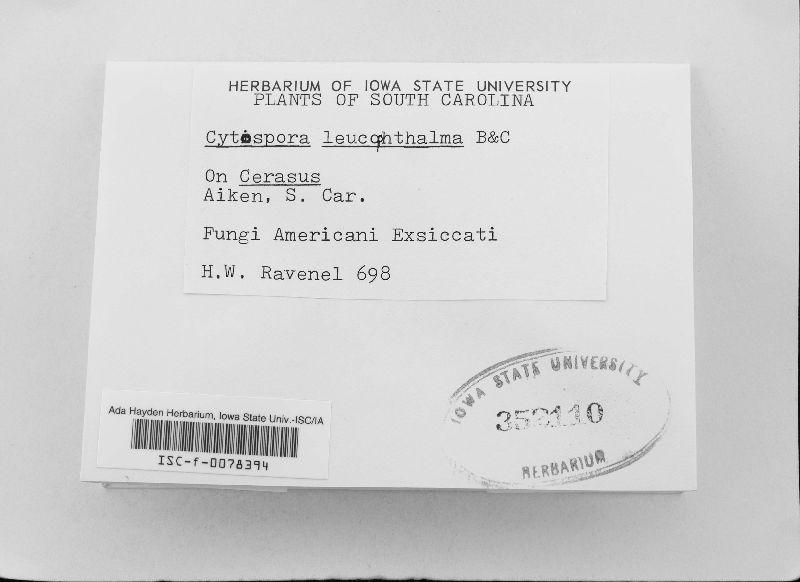 HERBARIUM OF IOWA STATE UNIVERSITY
PLANTS OF SOUTH CAROLINA
Cytospora leucophthalma B&C
On Cerasus
Aiken, S. Car.
Fungi Americani Exsiccati
H.W. Ravenel 698
IOWA STATE UNIVERSITY
352110
HERBARIUM
Ada Hayden Herbarium, Iowa State Univ.-ISC/IA
ISC-f-0078394